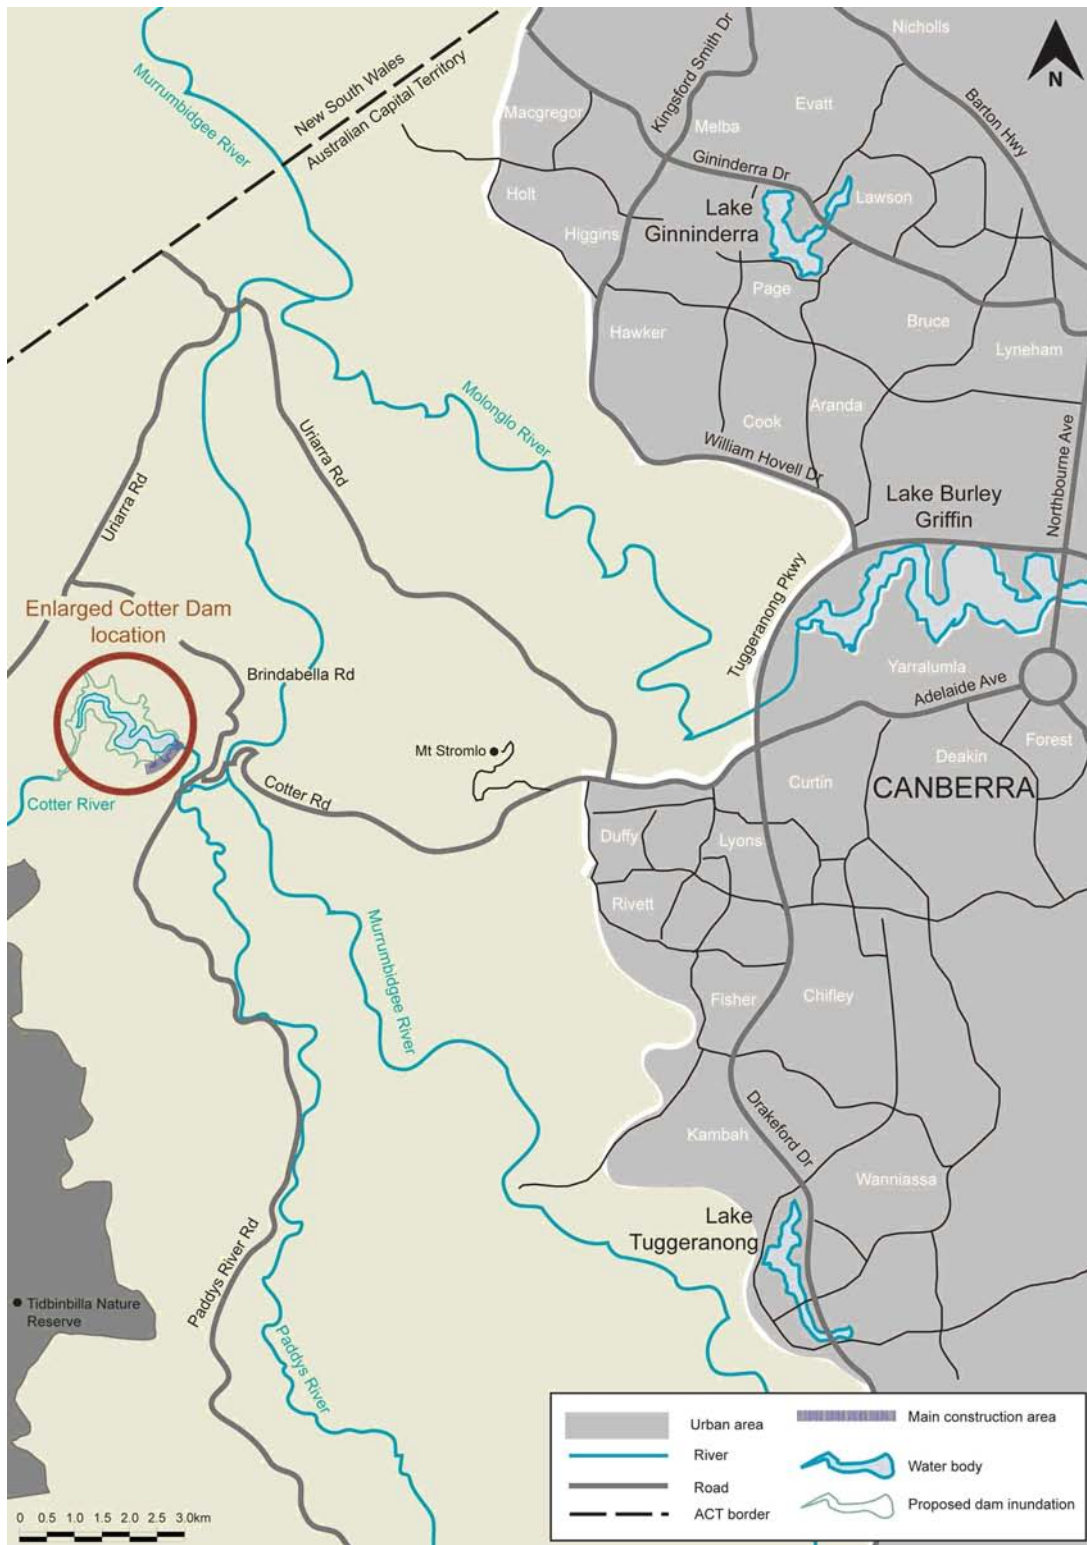 Nicholls
Kingsford Smith Dr
Barton Hwy
N
New South Wales
Australian Capital Territory
Murrumbidgee River
Macgregor
Evatt
Melba
Gininderra Dr
Holt
Lawson
Lake
Ginninderra
Higgins
Page
Hawker
Bruce
Lyneham
Molonglo River
Uriarra Rd
Cook
Aranda
William Hovell Dr
Northbourne Ave
Lake Burley
Griffin
Uriarra Rd
Tuggeranong Pkwy
Enlarged Cotter Dam
location
Brindabella Rd
Yarralumla
Adelaide Ave
Mt Stromlo
Forest
Deakin
Curtin
CANBERRA
Cotter River
Cotter Rd
Duffy
Lyons
Rivett
Murrumbidgee River
Fisher
Chifley
Drakeford Dr
Kambah
Wanniassa
Lake
Tuggeranong
Paddys River Rd
Tidbinbilla Nature
Reserve
Paddys River
Urban area
River
Road
ACT border
Main construction area
Water body
Proposed dam inundation
0 0.5 1.0 1.5 2.0 2.5 3.0km